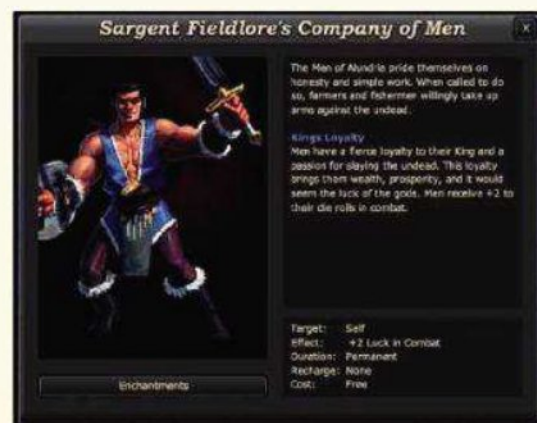 Sargent Fieldlore's Company of Men
x
The Men of Alundria pride themselves on
honesty and simple work. When called to do
so, farmers and fishermen willingly take up
arms against the undead.
Kings Loyalty
Men have a fierce loyalty to their King and a
passion for slaying the undead. This loyalty
brings them wealth, prosperity, and it would
seem the luck of the gods. Men receive +2 to
their die rolls in combat.
Target: Self
Effect: +2 Luck in Combat
Duration: Permanent
Recharge: None
Cost: Free
Enchantments